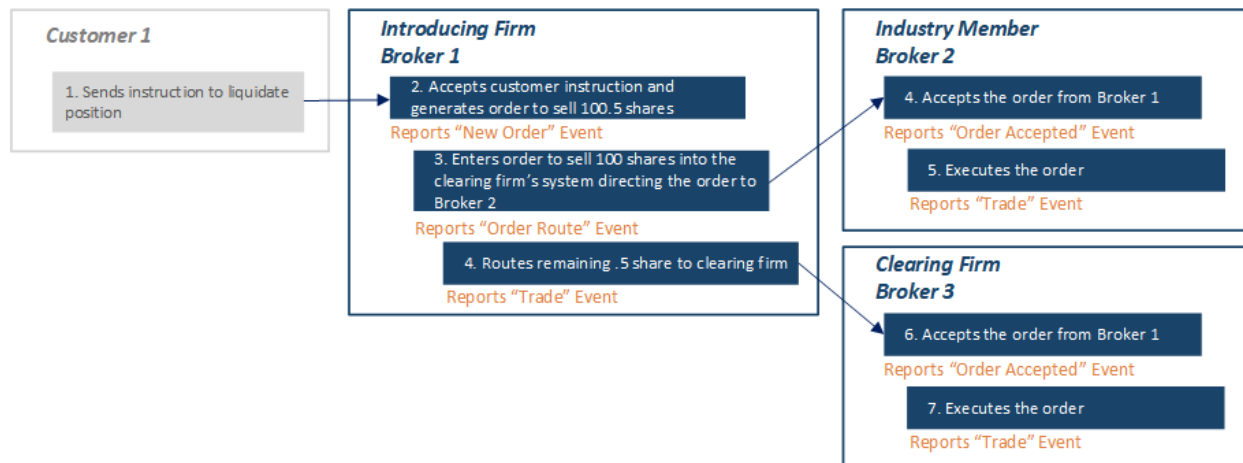 Customer 1
1. Sends instruction to liquidate
position
Introducing Firm
Broker 1
2. Accepts customer instruction and
generates order to sell 100.5 shares
Reports “New Order” Event
3. Enters order to sell 100 shares into the
clearing firm’s system directing the order to
Broker 2
Reports “Order Route” Event
4. Routes remaining .5 share to clearing firm
Reports “Trade” Event
Industry Member
Broker 2
4. Accepts the order from Broker 1
Reports “Order Accepted” Event
5. Executes the order
Reports “Trade” Event
Clearing Firm
Broker 3
6. Accepts the order from Broker 1
Reports “Order Accepted” Event
7. Executes the order
Reports “Trade” Event